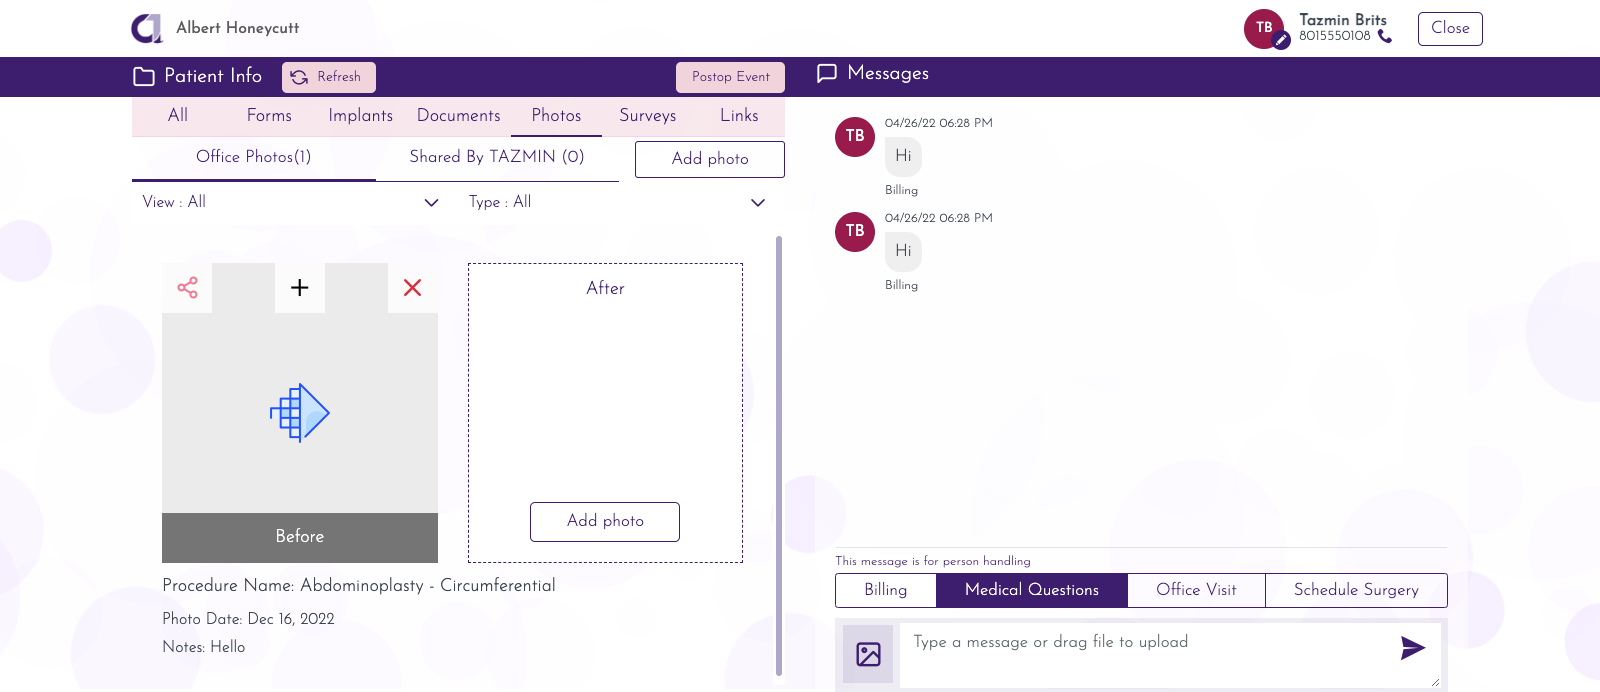 Albert Honeycutt
TB
Tazmin Brits
8015550108
Close
Patient Info
Refresh
Postop Event
Messages
All
Forms
Implants
Documents
Photos
Surveys
Links
Office Photos(1)
Shared By TAZMIN (0)
Add photo
View : All
Type : All
Before
After
Add photo
Procedure Name: Abdominoplasty - Circumferential
Photo Date: Dec 16, 2022
Notes: Hello
TB
04/26/22 06:28 PM
Hi
Billing
TB
04/26/22 06:28 PM
Hi
Billing
This message is for person handling
Billing
Medical Questions
Office Visit
Schedule Surgery
Type a message or drag file to upload